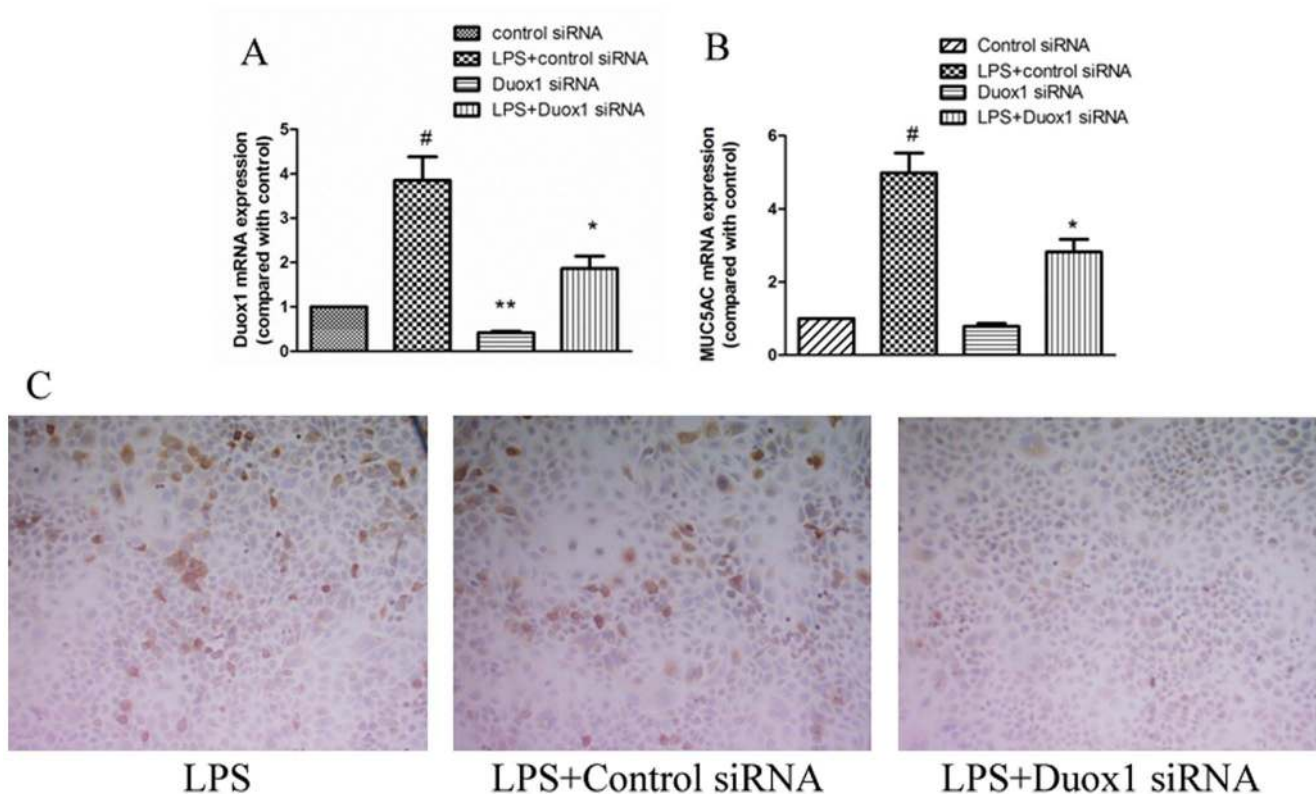 A
control siRNA
LPS+control siRNA
Duox1 siRNA
LPS+Duox1 siRNA
Duox1 mRNA expression
(compared with control)
5
4
3
2
1
0
#
**
*
B
Control siRNA
LPS+control siRNA
Duox1 siRNA
LPS+Duox1 siRNA
MUC5AC mRNA expression
(compared with control)
6
4
2
0
#
*
C
LPS
LPS+Control siRNA
LPS+Duox1 siRNA